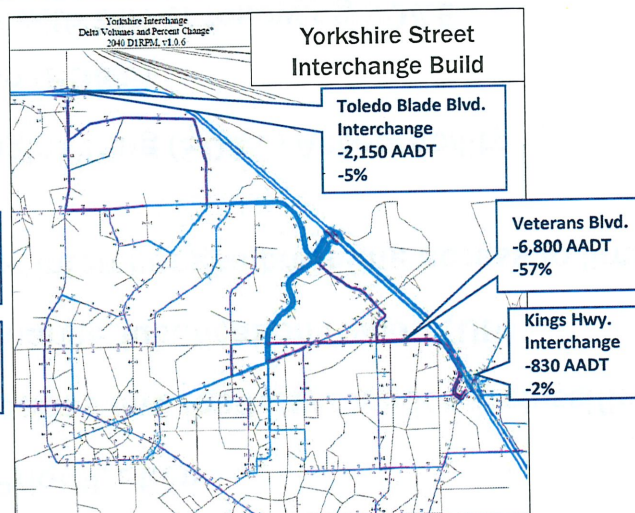 Yorkshire Interchange
Delta Volumes and Percent Change*
2040 D1RPM, v1.0.6
Yorkshire Street
Interchange Build
Toledo Blade Blvd.
Interchange
-2,150 AADT
-5%
Veterans Blvd.
-6,800 AADT
-57%
Kings Hwy.
Interchange
-830 AADT
-2%